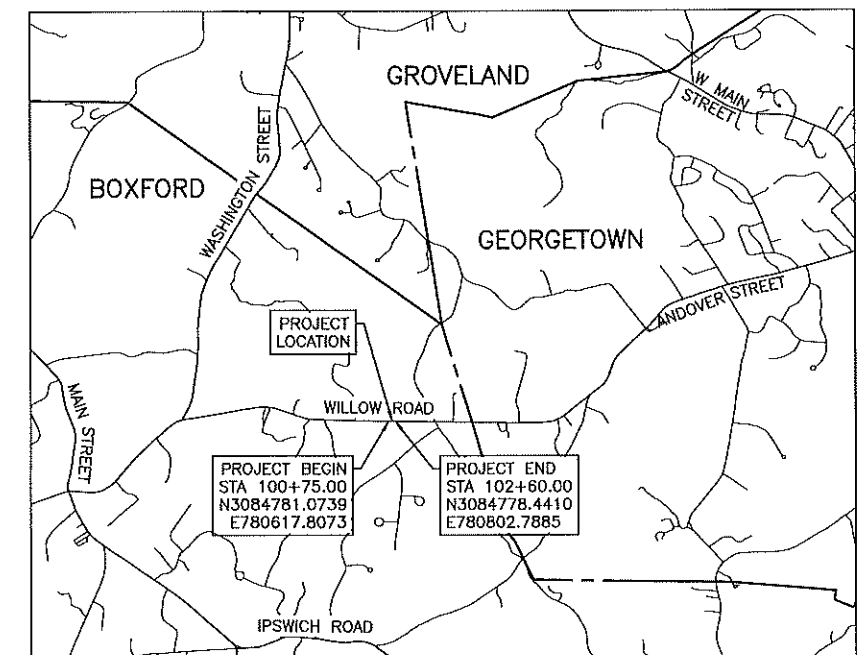 GROVELAND
W MAIN
STREET
BOXFORD
WASHINGTON STREET
GEORGETOWN
ANDOVER STREET
PROJECT
LOCATION
WILLOW ROAD
MAIN STREET
PROJECT BEGIN
STA 100+75.00
N3084781.0739
E780617.8073
PROJECT END
STA 102+60.00
N3084778.4410
E780802.7885
IPSWICH ROAD